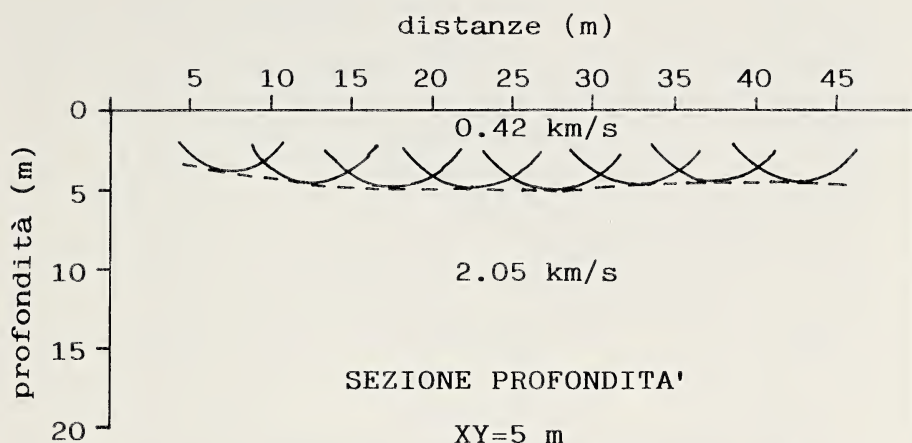 distanze (m)
5 10 15 20 25 30 35 40 45
0
0.42 km/s
5
2.05 km/s
10
15
SEZIONE PROFONDITA'
20
XY=5 m
profondità (m)